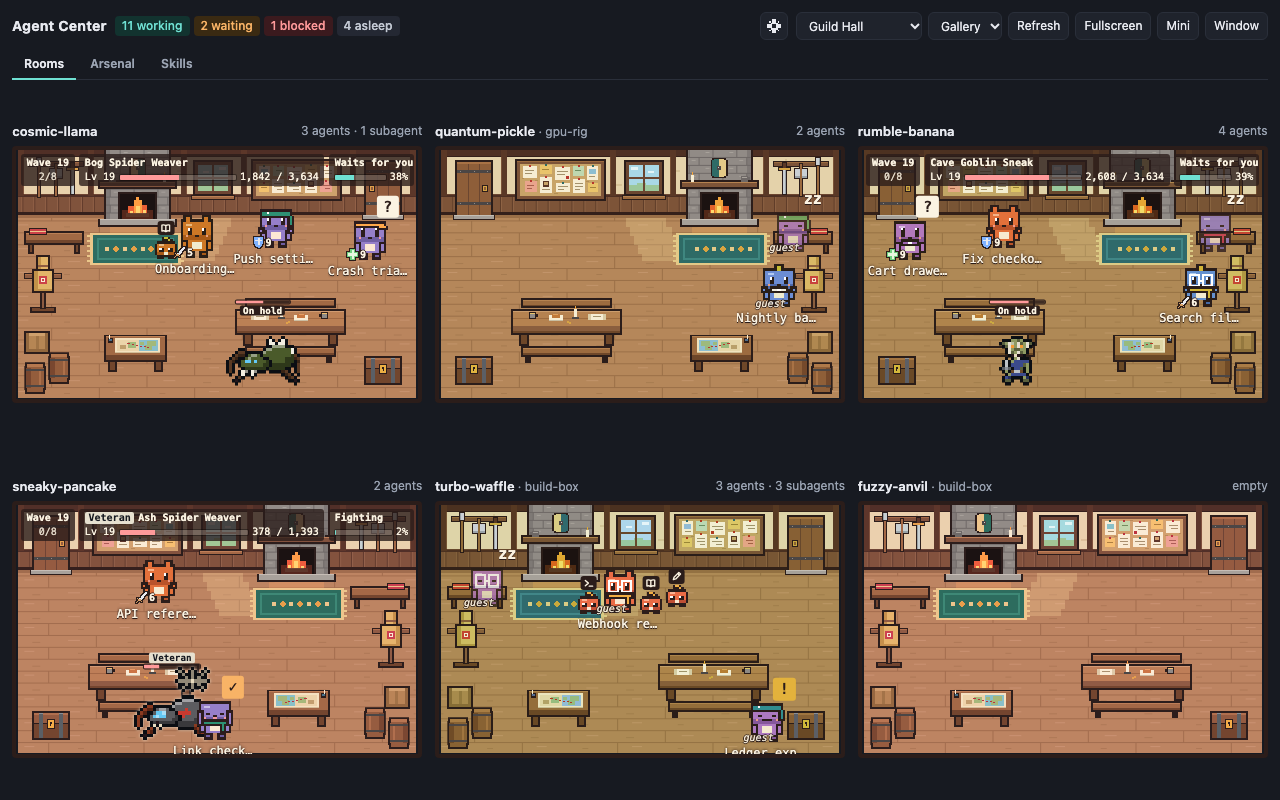 Agent Center 11 working 2 waiting 1 blocked 4 asleep Guild Hall Gallery Refresh Fullscreen Mini Window
Rooms Arsenal Skills
cosmic-llama 3 agents · 1 subagent
Wave 19 Bog Spider Weaver Waits for you
2/8 Lv 19 1,842 / 3,634 38%
?
5 9 9
Onboarding… Push setti… Crash tria…
On hold
quantum-pickle · gpu-rig 2 agents
zz
guest
guest
Nightly ba…
rumble-banana 4 agents
Wave 19 Cave Goblin Sneak Waits for you
0/8 Lv 19 2,608 / 3,634 39%
? zz
9 9
Cart drawe… Fix checko…
6
Search fil…
On hold
sneaky-pancake 2 agents
Wave 19 Veteran Ash Spider Weaver Fighting
0/8 Lv 19 378 / 1,393 2%
6
API refere…
Veteran
✓
Link check…
turbo-waffle · build-box 3 agents · 3 subagents
zz
guest guest
Webhook re…
!
guest
Ledger exp…
fuzzy-anvil · build-box empty